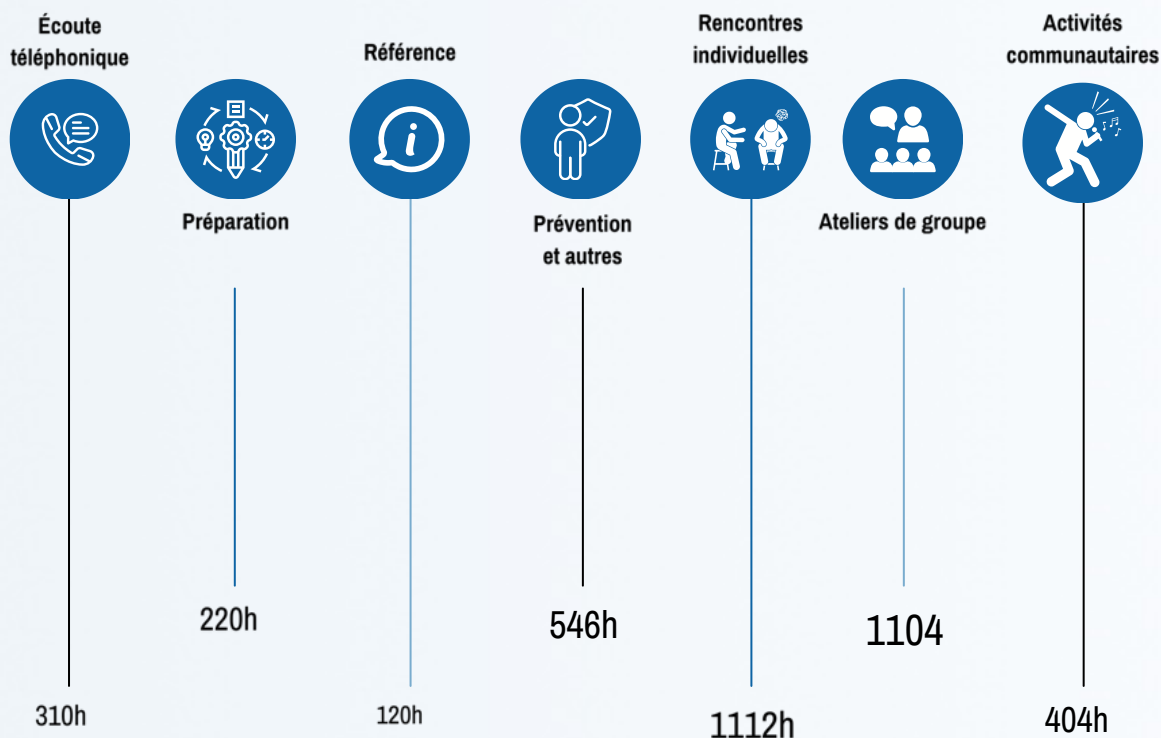 Écoute
téléphonique
310h
Préparation
220h
Référence
120h
Prévention
et autres
546h
Rencontres
individuelles
1112h
Ateliers de groupe
1104
Activités
communautaires
404h